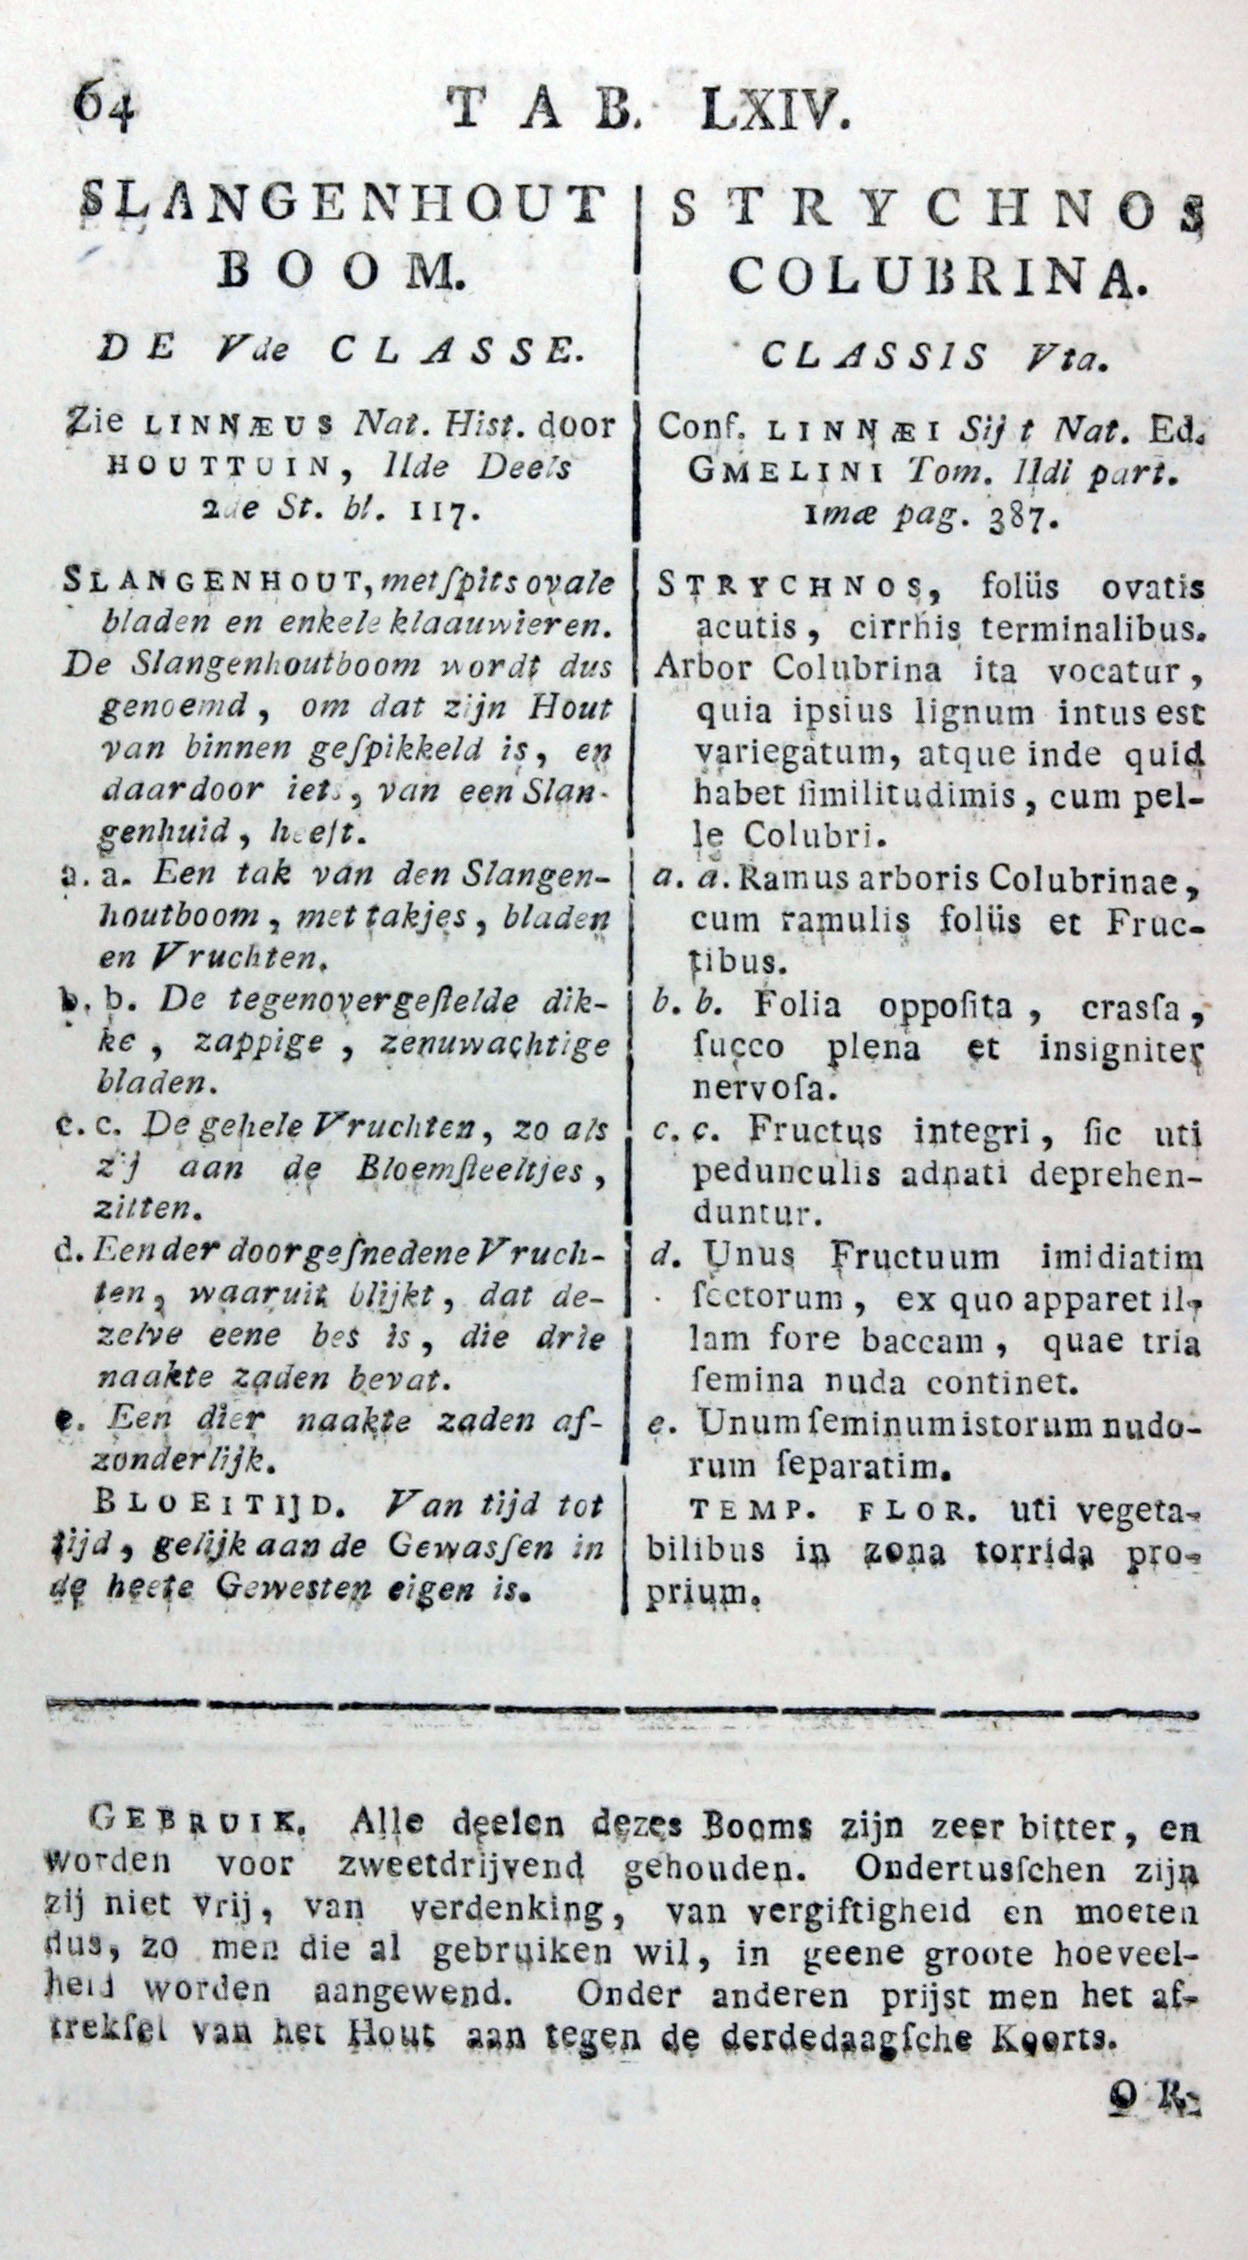 64 TAB. LXIV.
SLANGENHOUT
BOOM.
DE Vde CLASSE.
Zie LINNÆUS Nat. Hist. door
HOUTTUIN, IIde Deels
2de St. bl. 117.
SLANGENHOUT, met ſpits ovale
bladen en enkele klaauwieren.
De Slangenhoutboom wordt dus
genoemd, om dat zijn Hout
van binnen geſpikkeld is, en
daardoor iets, van een Slan-
genhuid, heeft.
a. a. Een tak van den Slangen-
houtboom, met takjes, bladen
en Vruchten.
b. b. De tegenovergeſtelde dik-
ke, zappige, zenuwachtige
bladen.
c. c. De gehele Vruchten, zo als
zij aan de Bloemſteeltjes,
zitten.
d. Een der doorgeſnedene Vruch-
ten, waaruit blijkt, dat de-
zelve eene bes is, die drie
naakte zaden bevat.
e. Een dier naakte zaden af-
zonderlijk.
BLOEITIJD. Van tijd tot
tijd, gelijk aan de Gewasſen in
de heete Gewesten eigen is.
STRYCHNOS
COLUBRINA.
CLASSIS Vta.
Conf. LINNÆI Sijſt Nat. Ed.
GMELINI Tom. IIdi part.
1mæ pag. 387.
STRYCHNOS, foliis ovatis
acutis, cirrhis terminalibus.
Arbor Colubrina ita vocatur,
quia ipsius lignum intus est
variegatum, atque inde quid
habet ſimilitudimis, cum pel-
le Colubri.
a. a. Ramus arboris Colubrinae,
cum ramulis foliis et Fruc-
tibus.
b. b. Folia oppoſita, crasſa,
ſucco plena et insigniter
nervoſa.
c. c. Fructus integri, ſic uti
pedunculis adnati deprehen-
duntur.
d. Unus Fructuum imidiatim
ſectorum, ex quo apparet il-
lam fore baccam, quae tria
ſemina nuda continet.
e. Unum ſeminum istorum nudo-
rum ſeparatim.
TEMP. FLOR. uti vegeta-
bilibus in zona torrida pro-
prium.
GEBRUIK. Alle deelen dezes Booms zijn zeer bitter, en
worden voor zweetdrijvend gehouden. Ondertusſchen zijn
zij niet vrij, van verdenking, van vergiftigheid en moeten
dus, zo men die al gebruiken wil, in geene groote hoeveel-
heid worden aangewend. Onder anderen prijst men het af-
trekſel van het Hout aan tegen de derdedaagſche Koorts.
OR-